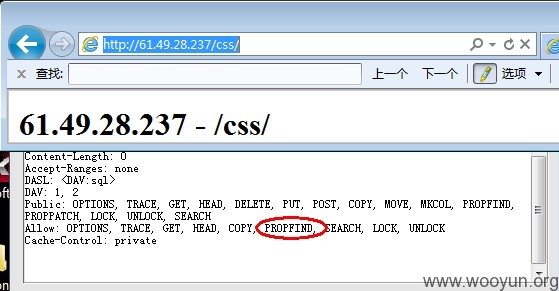 http://61.49.28.237/css/
查找:
上一个 下一个 选项
61.49.28.237 - /css/
Content-Length: 0
Accept-Ranges: none
DASL: <DAV:sql>
DAV: 1, 2
Public: OPTIONS, TRACE, GET, HEAD, DELETE, PUT, POST, COPY, MOVE, MKCOL, PROPFIND,
PROPPATCH, LOCK, UNLOCK, SEARCH
Allow: OPTIONS, TRACE, GET, HEAD, COPY, PROPFIND, SEARCH, LOCK, UNLOCK
Cache-Control: private
www.wooyun.org